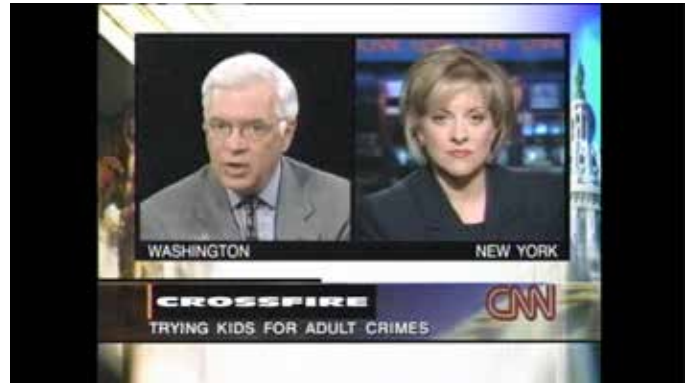 WASHINGTON
NEW YORK
CROSSFIRE
CNN
TRYING KIDS FOR ADULT CRIMES